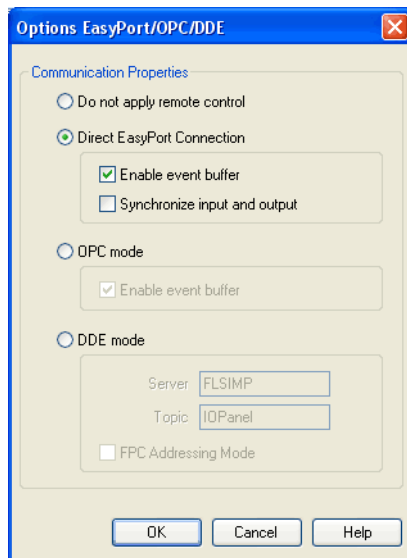 Options EasyPort/OPC/DDE
Communication Properties
Do not apply remote control
Direct EasyPort Connection
Enable event buffer
Synchronize input and output
OPC mode
Enable event buffer
DDE mode
Server FLSIMP
Topic IOPanel
FPC Addressing Mode
OK Cancel Help